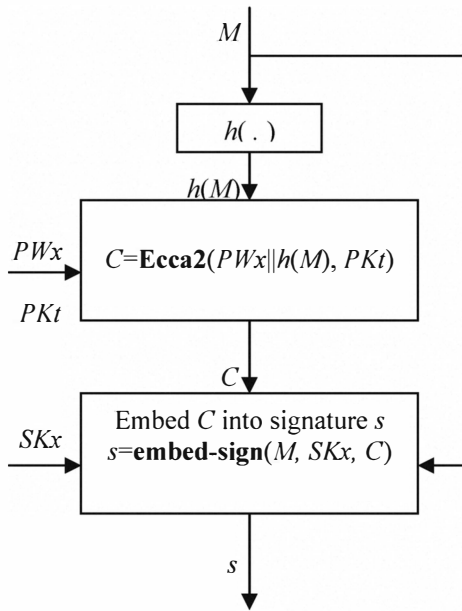 M
h( . )
h(M)
PWx
C=Ecca2(PWx||h(M), PKt)
PKt
C
Embed C into signature s
SKx
s=embed-sign(M, SKx, C)
s